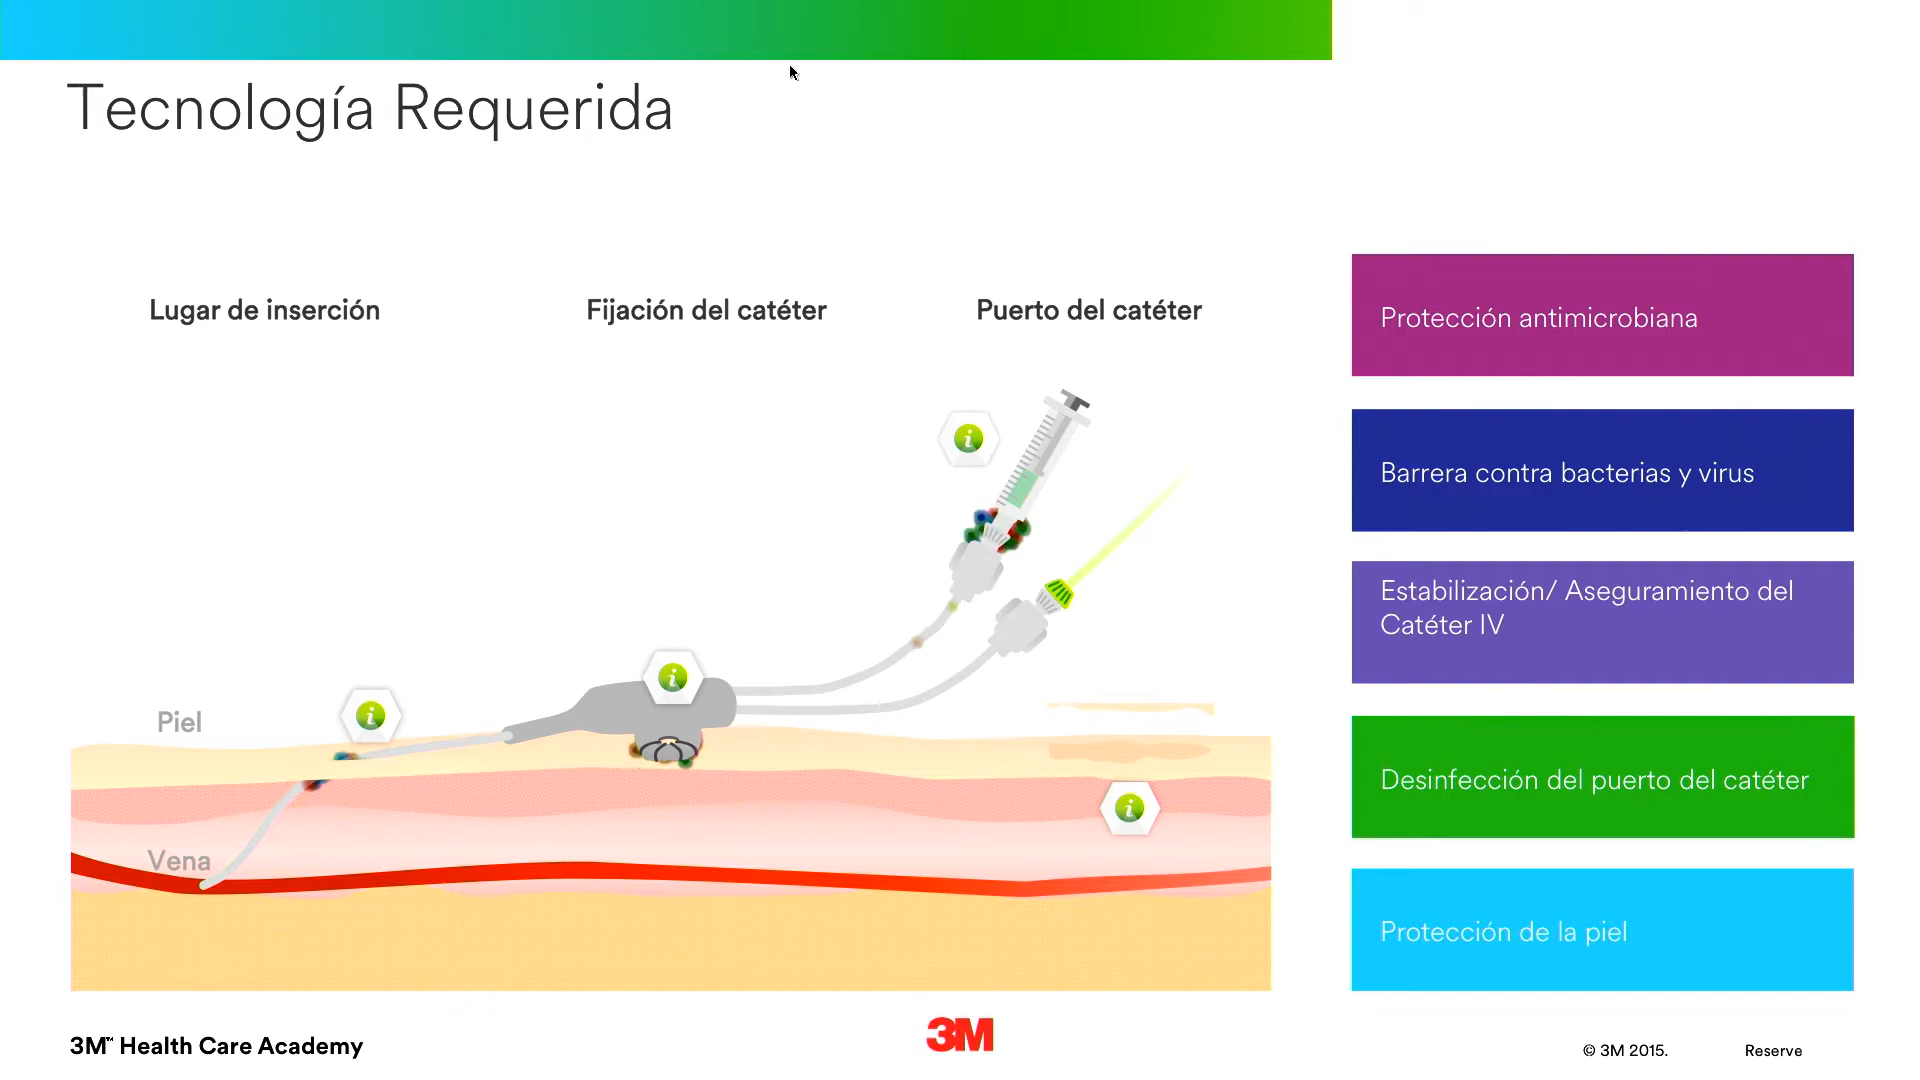 Tecnología Requerida
Lugar de inserción
Fijación del catéter
Puerto del catéter
Piel
Vena
Protección antimicrobiana
Barrera contra bacterias y virus
Estabilización/ Aseguramiento del
Catéter IV
Desinfección del puerto del catéter
Protección de la piel
3M™ Health Care Academy
3M
© 3M 2015.
Reserve